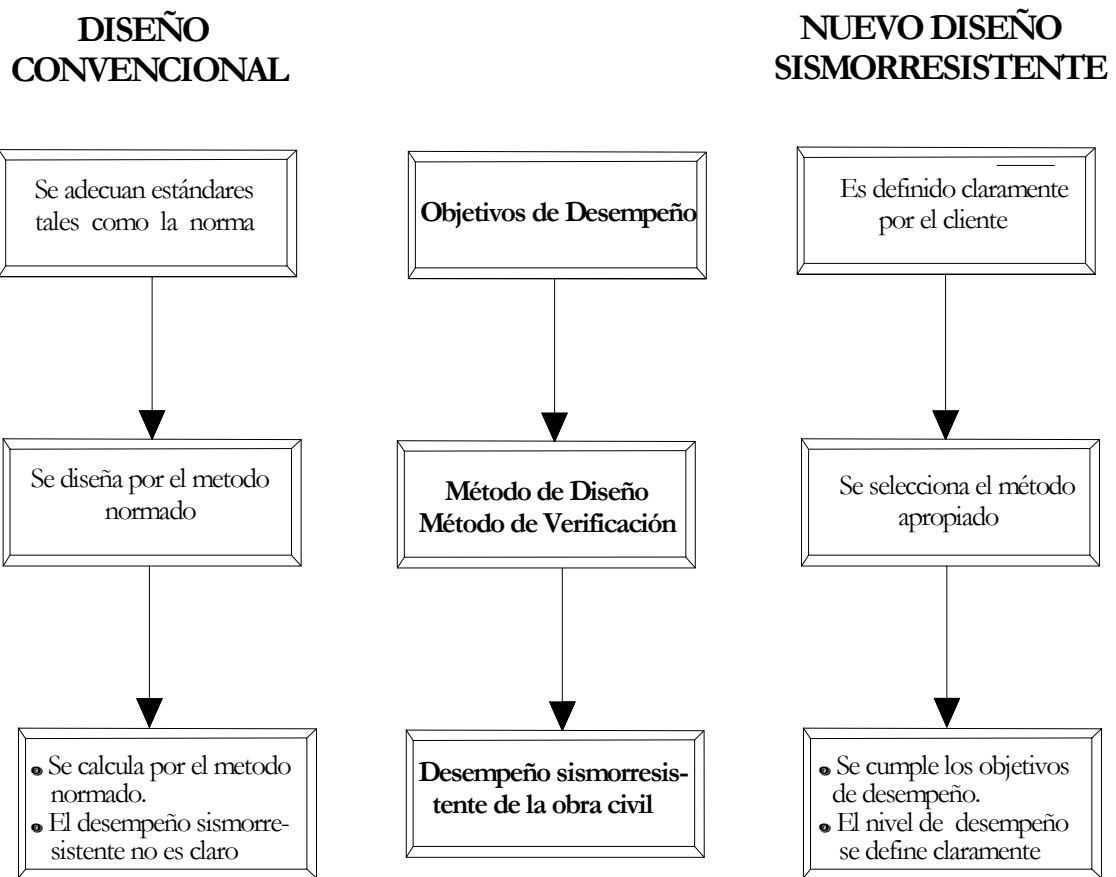 DISEÑO
CONVENCIONAL
NUEVO DISEÑO
SISMORRESISTENTE
Se adecuan estándares
tales como la norma
Objetivos de Desempeño
Es definido claramente
por el cliente
Se diseña por el metodo
normado
Método de Diseño
Método de Verificación
Se selecciona el método
apropiado
Se calcula por el metodo
normado.
El desempeño sismorre-
sistente no es claro
Desempeño sismorresis-
tente de la obra civil
Se cumple los objetivos
de desempeño.
El nivel de desempeño
se define claramente